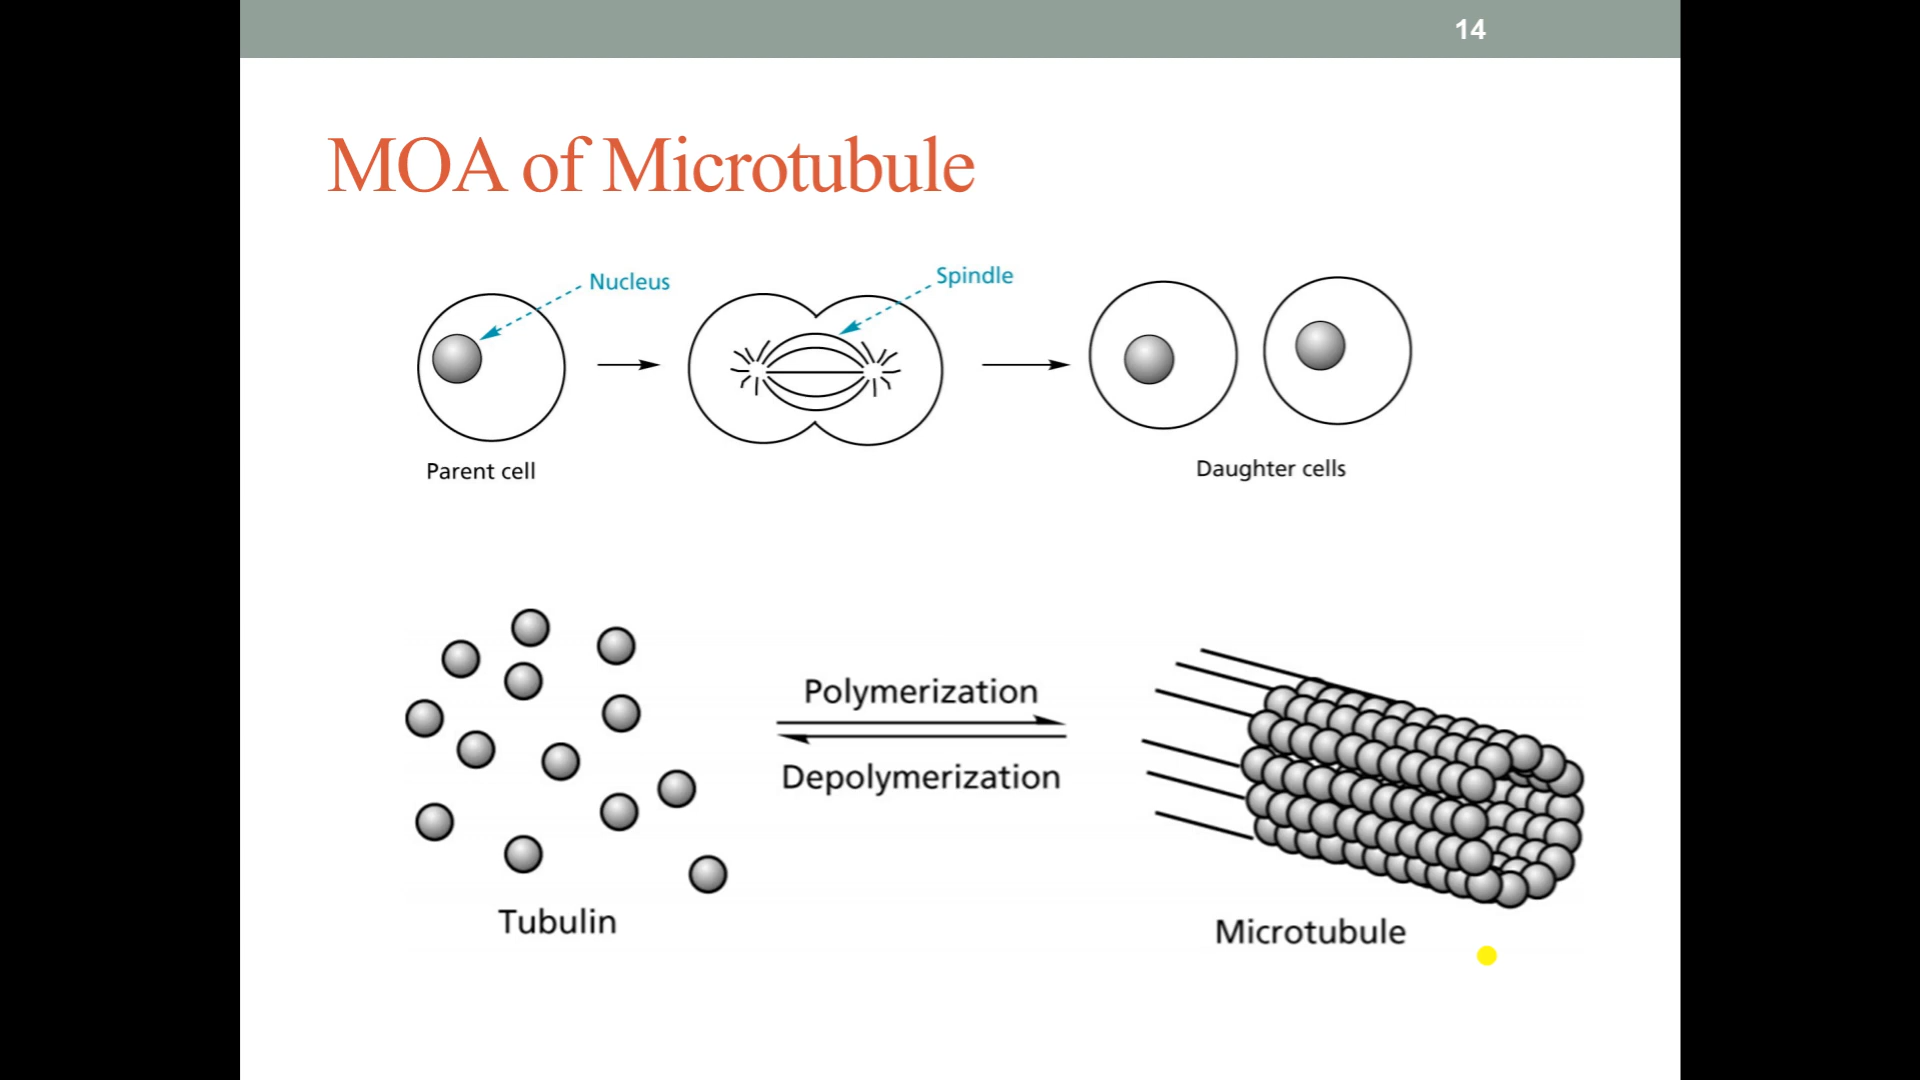 14
MOA of Microtubule
Nucleus
Spindle
Parent cell
Daughter cells
Polymerization
Depolymerization
Tubulin
Microtubule